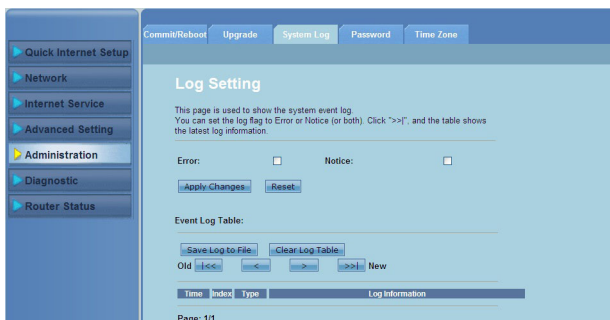 Commit/Reboot Upgrade System Log Password Time Zone
Quick Internet Setup
Network
Internet Service
Advanced Setting
Administration
Diagnostic
Router Status
Log Setting
This page is used to show the system event log.
You can set the log flag to Error or Notice (or both). Click ">>|", and the table shows
the latest log information.
Error: Notice:
Apply Changes Reset
Event Log Table:
Save Log to File Clear Log Table
Old |<< < > >>| New
Time Index Type Log Information
Page: 1/1